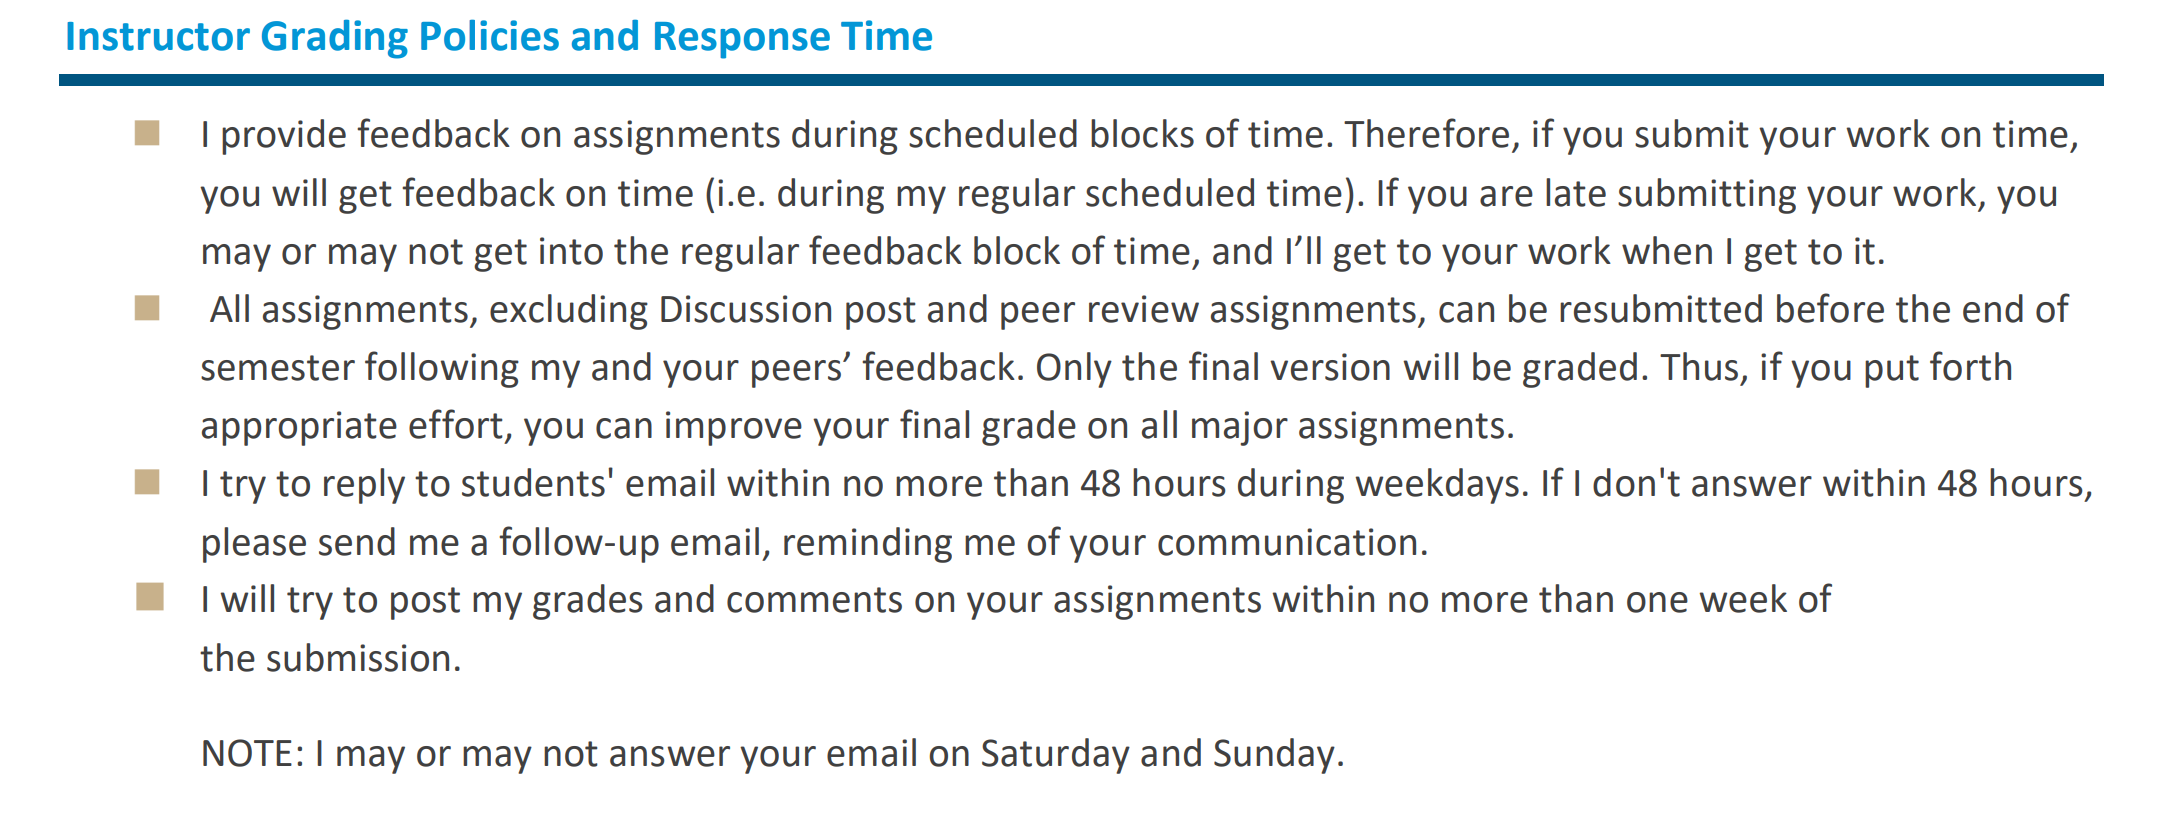 Instructor Grading Policies and Response Time
I provide feedback on assignments during scheduled blocks of time. Therefore, if you submit your work on time,
you will get feedback on time (i.e. during my regular scheduled time). If you are late submitting your work, you
may or may not get into the regular feedback block of time, and I’ll get to your work when I get to it.
All assignments, excluding Discussion post and peer review assignments, can be resubmitted before the end of
semester following my and your peers’ feedback. Only the final version will be graded. Thus, if you put forth
appropriate effort, you can improve your final grade on all major assignments.
I try to reply to students' email within no more than 48 hours during weekdays. If I don't answer within 48 hours,
please send me a follow-up email, reminding me of your communication.
I will try to post my grades and comments on your assignments within no more than one week of
the submission.
NOTE: I may or may not answer your email on Saturday and Sunday.